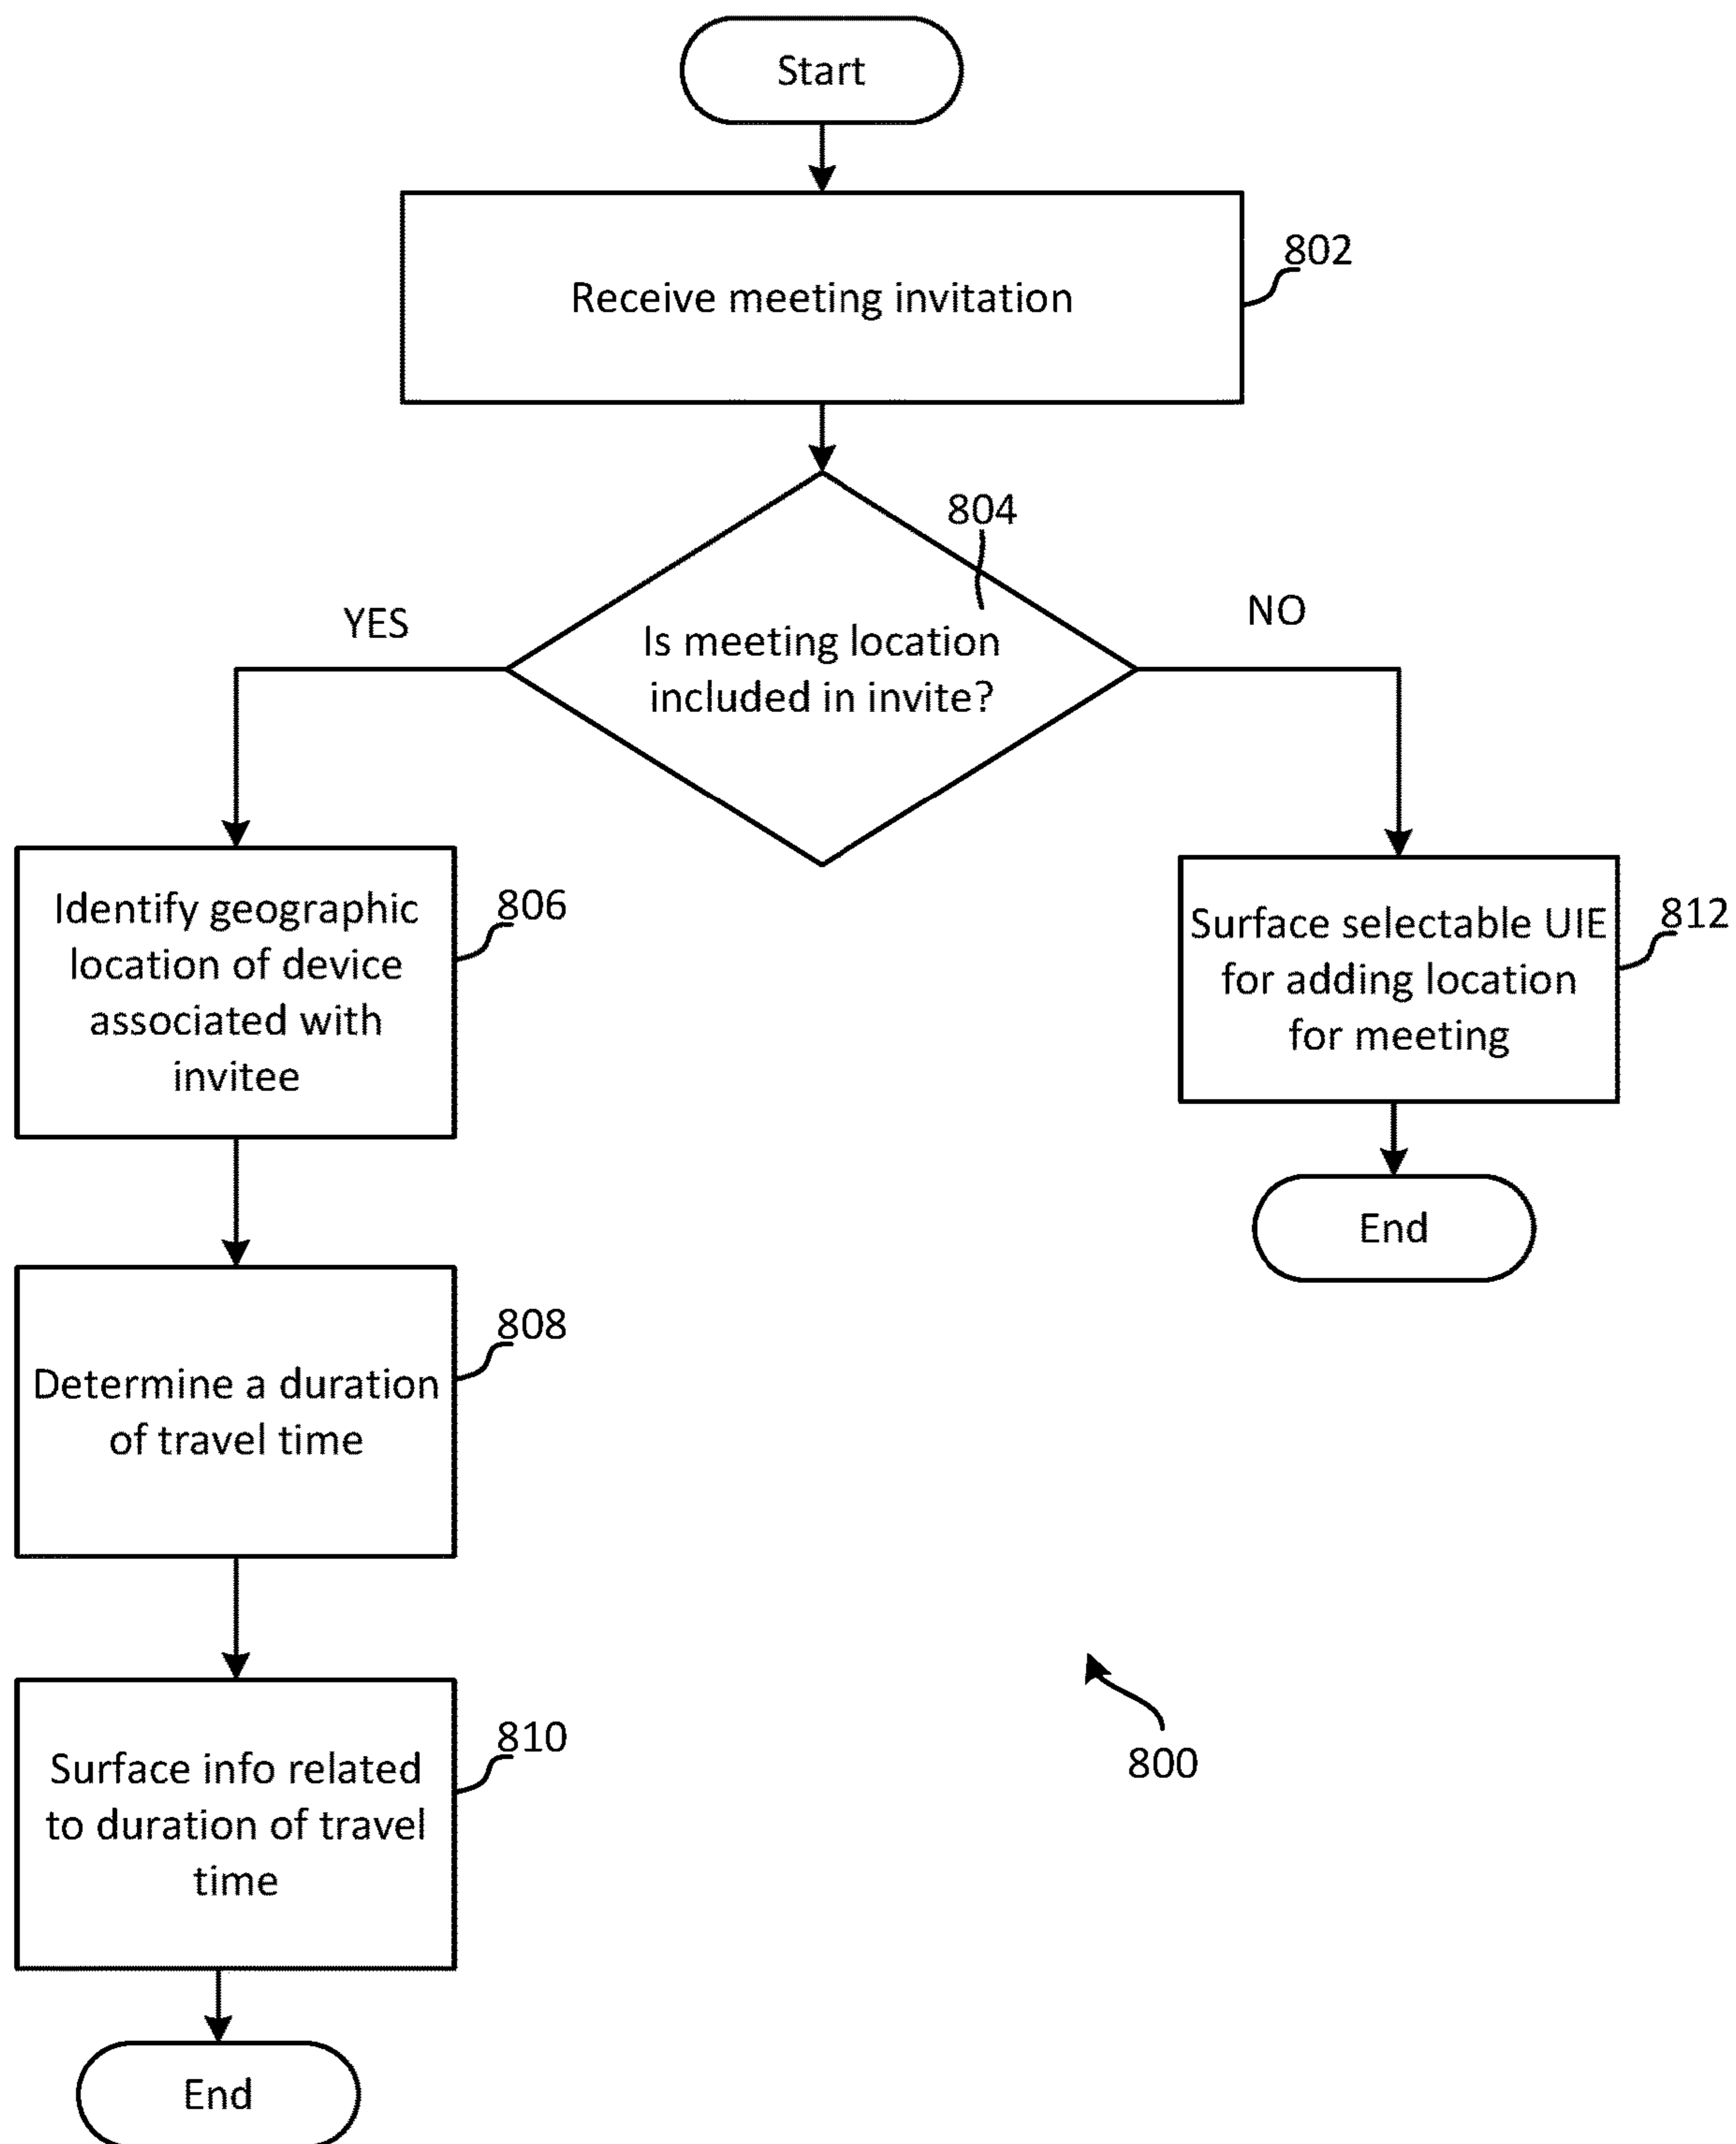 Start
802
Receive meeting invitation
804
YES
NO
Is meeting location
included in invite?
806
Identify geographic
location of device
associated with
invitee
812
Surface selectable UIE
for adding location
for meeting
End
808
Determine a duration
of travel time
810
Surface info related
to duration of travel
time
800
End